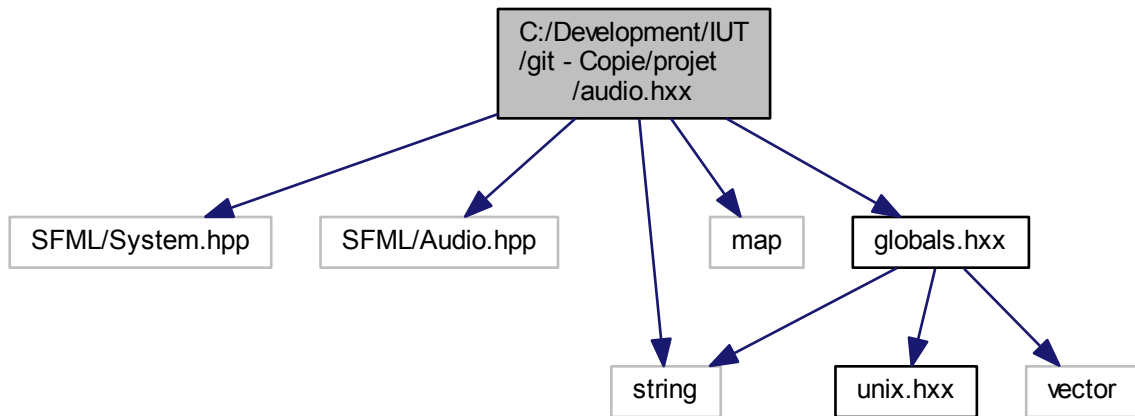 C:/Development/IUT
/git - Copie/projet
/audio.hxx
SFML/System.hpp
SFML/Audio.hpp
map
globals.hxx
string
unix.hxx
vector